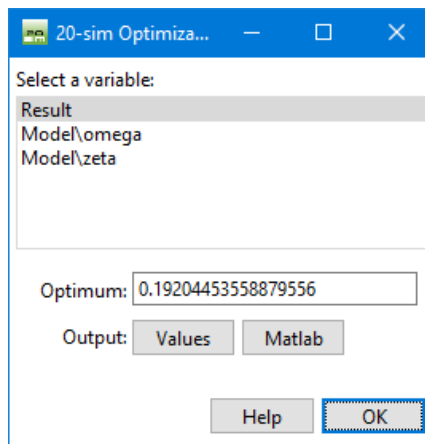 20-sim Optimiza...
Select a variable:
Result
Model\omega
Model\zeta
Optimum: 0.19204453558879556
Output: Values Matlab
Help OK